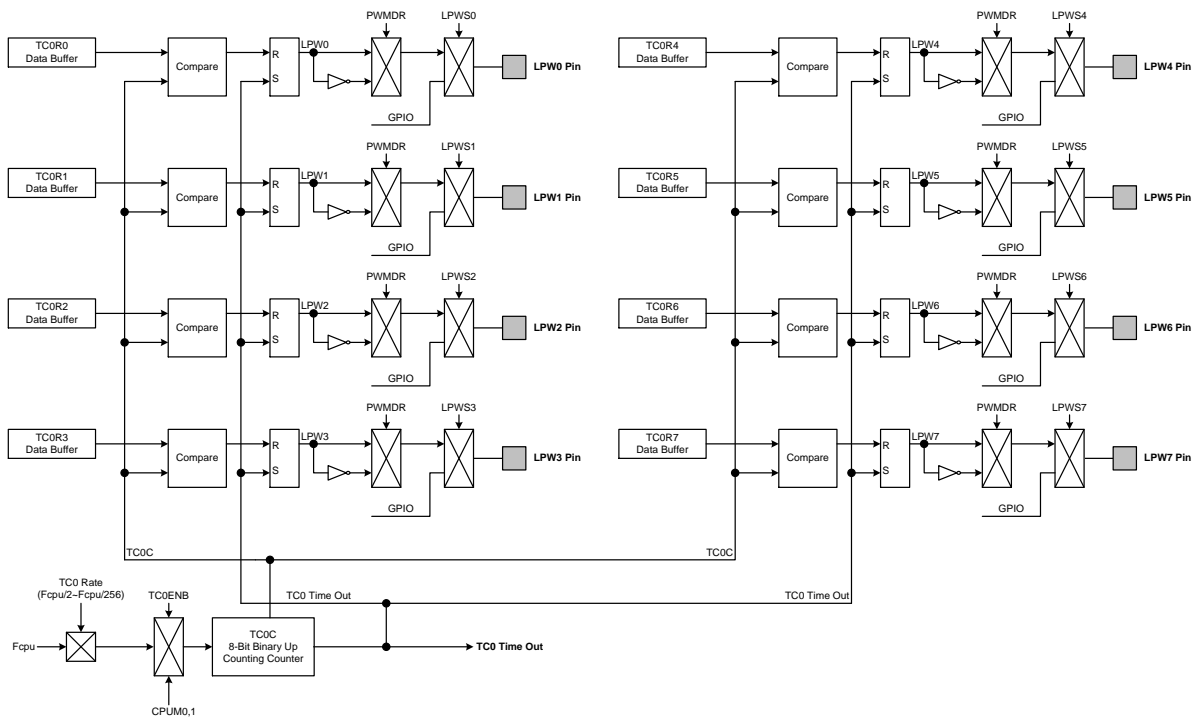 PWMDR LPWS0
TC0R0
Data Buffer
Compare
R
S
LPW0
GPIO
LPW0 Pin
PWMDR LPWS4
TC0R4
Data Buffer
Compare
R
S
LPW4
GPIO
LPW4 Pin
PWMDR LPWS1
TC0R1
Data Buffer
Compare
R
S
LPW1
GPIO
LPW1 Pin
PWMDR LPWS5
TC0R5
Data Buffer
Compare
R
S
LPW5
GPIO
LPW5 Pin
PWMDR LPWS2
TC0R2
Data Buffer
Compare
R
S
LPW2
GPIO
LPW2 Pin
PWMDR LPWS6
TC0R6
Data Buffer
Compare
R
S
LPW6
GPIO
LPW6 Pin
PWMDR LPWS3
TC0R3
Data Buffer
Compare
R
S
LPW3
GPIO
LPW3 Pin
PWMDR LPWS7
TC0R7
Data Buffer
Compare
R
S
LPW7
GPIO
LPW7 Pin
TC0C
TC0C
TC0 Rate
(Fcpu/2~Fcpu/256)
TC0ENB
TC0 Time Out
TC0 Time Out
Fcpu
TC0C
8-Bit Binary Up
Counting Counter
TC0 Time Out
CPUM0,1